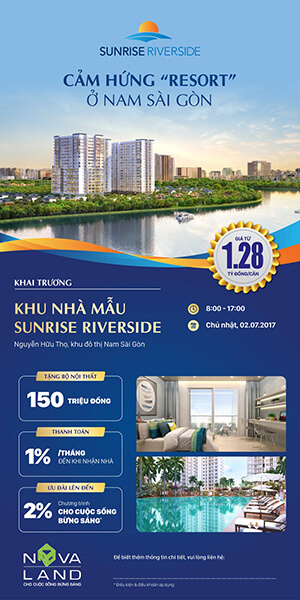 SUNRISE RIVERSIDE
CẢM HỨNG “RESORT”
Ở NAM SÀI GÒN
GIÁ TỪ
1.28
TỶ ĐỒNG/CĂN
KHAI TRƯƠNG
KHU NHÀ MẪU
SUNRISE RIVERSIDE
Nguyễn Hữu Thọ, khu đô thị Nam Sài Gòn
8:00 - 17:00
Chủ nhật, 02.07.2017
TẶNG BỘ NỘI THẤT
150 TRIỆU ĐỒNG
THANH TOÁN
1% /THÁNG
ĐẾN KHI NHẬN NHÀ
ƯU ĐÃI LÊN ĐẾN
2% Chương trình
CHO CUỘC SỐNG
BỪNG SÁNG*
NOVA
LAND
CHO CUỘC SỐNG BỪNG SÁNG
Để biết thêm thông tin chi tiết, vui lòng liên hệ:
* Điều kiện & điều khoản áp dụng